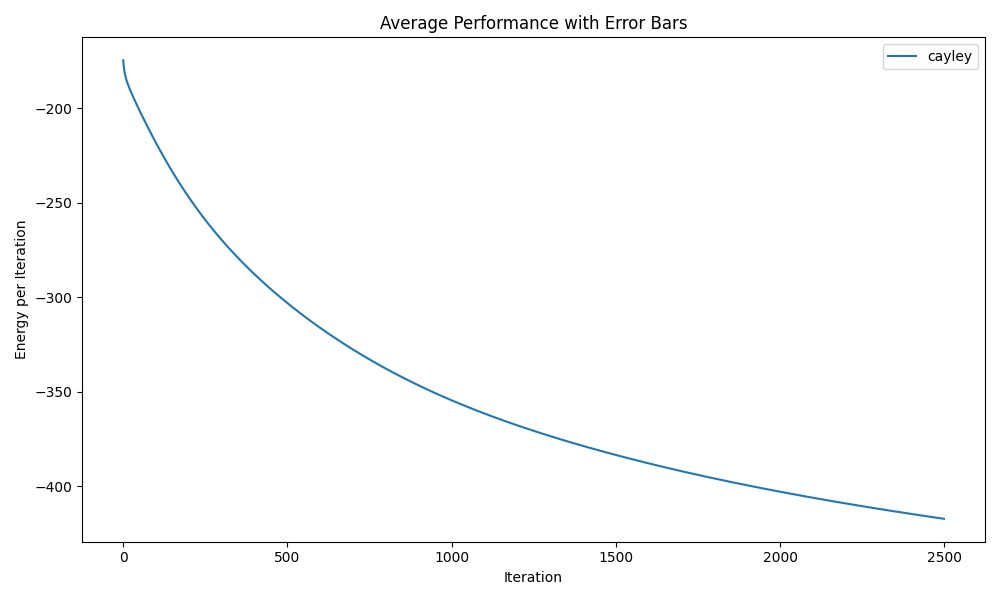 Average Performance with Error Bars
cayley
Energy per Iteration
−200
−250
−300
−350
−400
0 500 1000 1500 2000 2500
Iteration